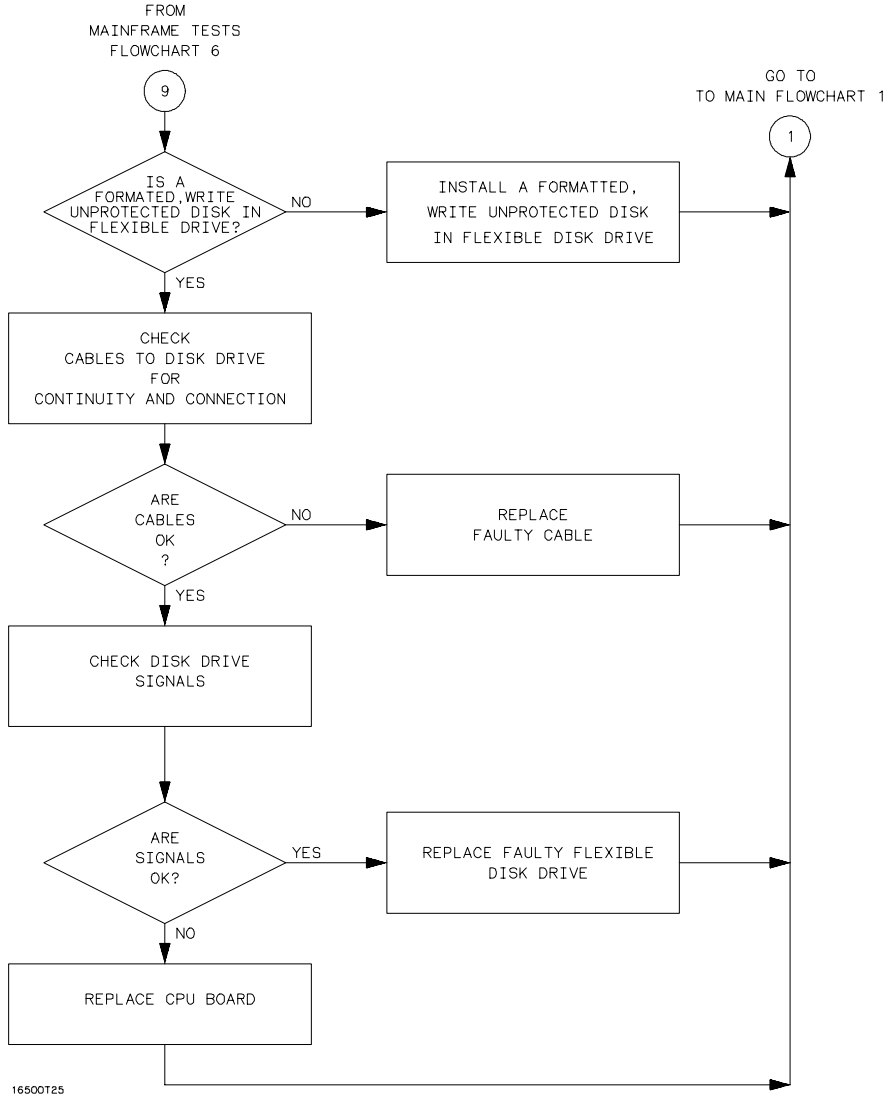 FROM
MAINFRAME TESTS
FLOWCHART 6
9
GO TO
TO MAIN FLOWCHART 1
1
IS A
FORMATED,WRITE
UNPROTECTED DISK IN
FLEXIBLE DRIVE?
NO
INSTALL A FORMATTED,
WRITE UNPROTECTED DISK
IN FLEXIBLE DISK DRIVE
YES
CHECK
CABLES TO DISK DRIVE
FOR
CONTINUITY AND CONNECTION
ARE
CABLES
OK
?
NO
REPLACE
FAULTY CABLE
YES
CHECK DISK DRIVE
SIGNALS
ARE
SIGNALS
OK?
YES
REPLACE FAULTY FLEXIBLE
DISK DRIVE
NO
REPLACE CPU BOARD
16500T25